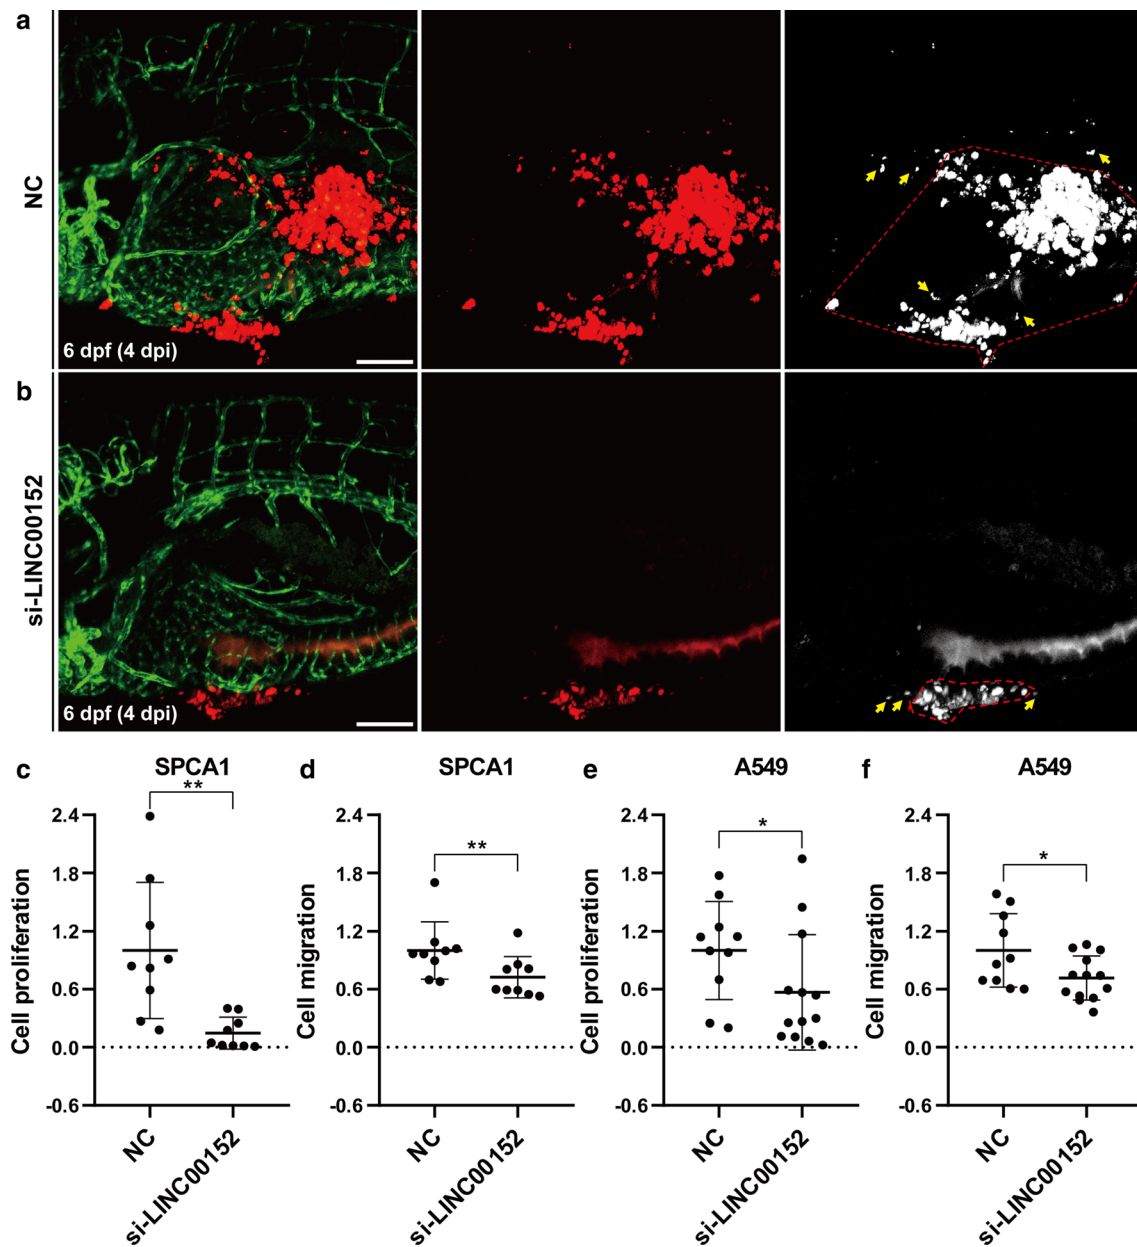 a
NC
6 dpf (4 dpi)
b
si-LINC00152
6 dpf (4 dpi)
c
SPCA1
**
Cell proliferation
2.4
1.8
1.2
0.6
0.0
-0.6
NC
si-LINC00152
d
SPCA1
**
Cell migration
2.4
1.8
1.2
0.6
0.0
-0.6
NC
si-LINC00152
e
A549
*
Cell proliferation
2.4
1.8
1.2
0.6
0.0
-0.6
NC
si-LINC00152
f
A549
*
Cell migration
2.4
1.8
1.2
0.6
0.0
-0.6
NC
si-LINC00152